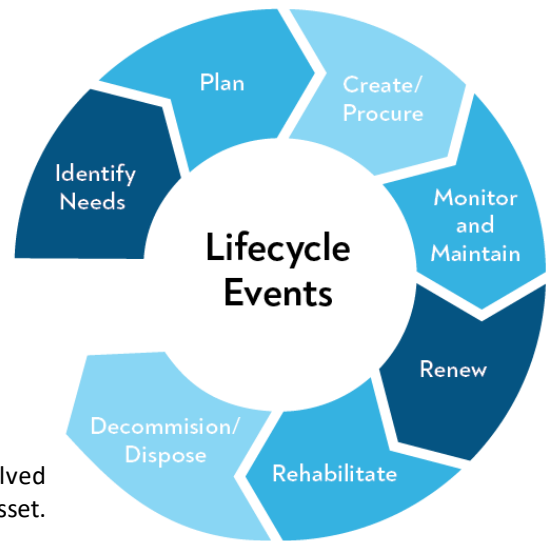 Lifecycle
Events
Identify
Needs
Plan
Create/
Procure
Monitor
and
Maintain
Renew
Rehabilitate
Decommision/
Dispose
lved
sset.